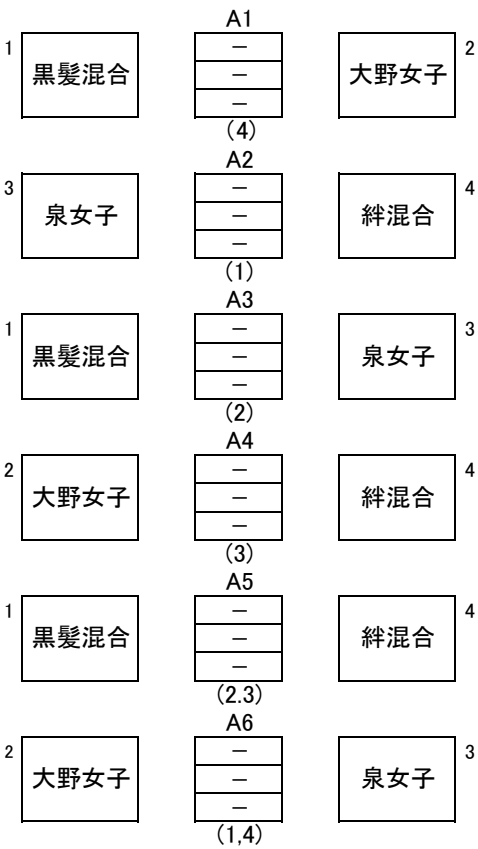 A1
1 黒髪混合 － 大野女子 2
－
－
(4)
A2
3 泉女子 － 絆混合 4
－
－
(1)
A3
1 黒髪混合 － 泉女子 3
－
－
(2)
A4
2 大野女子 － 絆混合 4
－
－
(3)
A5
1 黒髪混合 － 絆混合 4
－
－
(2.3)
A6
2 大野女子 － 泉女子 3
－
－
(1,4)